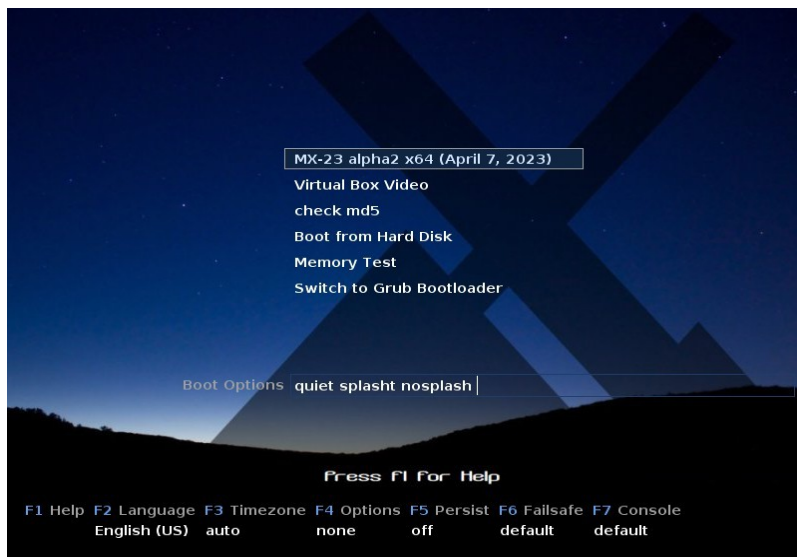 MX-23 alpha2 x64 (April 7, 2023)
Virtual Box Video
check md5
Boot from Hard Disk
Memory Test
Switch to Grub Bootloader
Boot Options quiet splasht nosplash
Press F1 for Help
F1 Help F2 Language F3 Timezone F4 Options F5 Persist F6 Failsafe F7 Console
English (US) auto none off default default